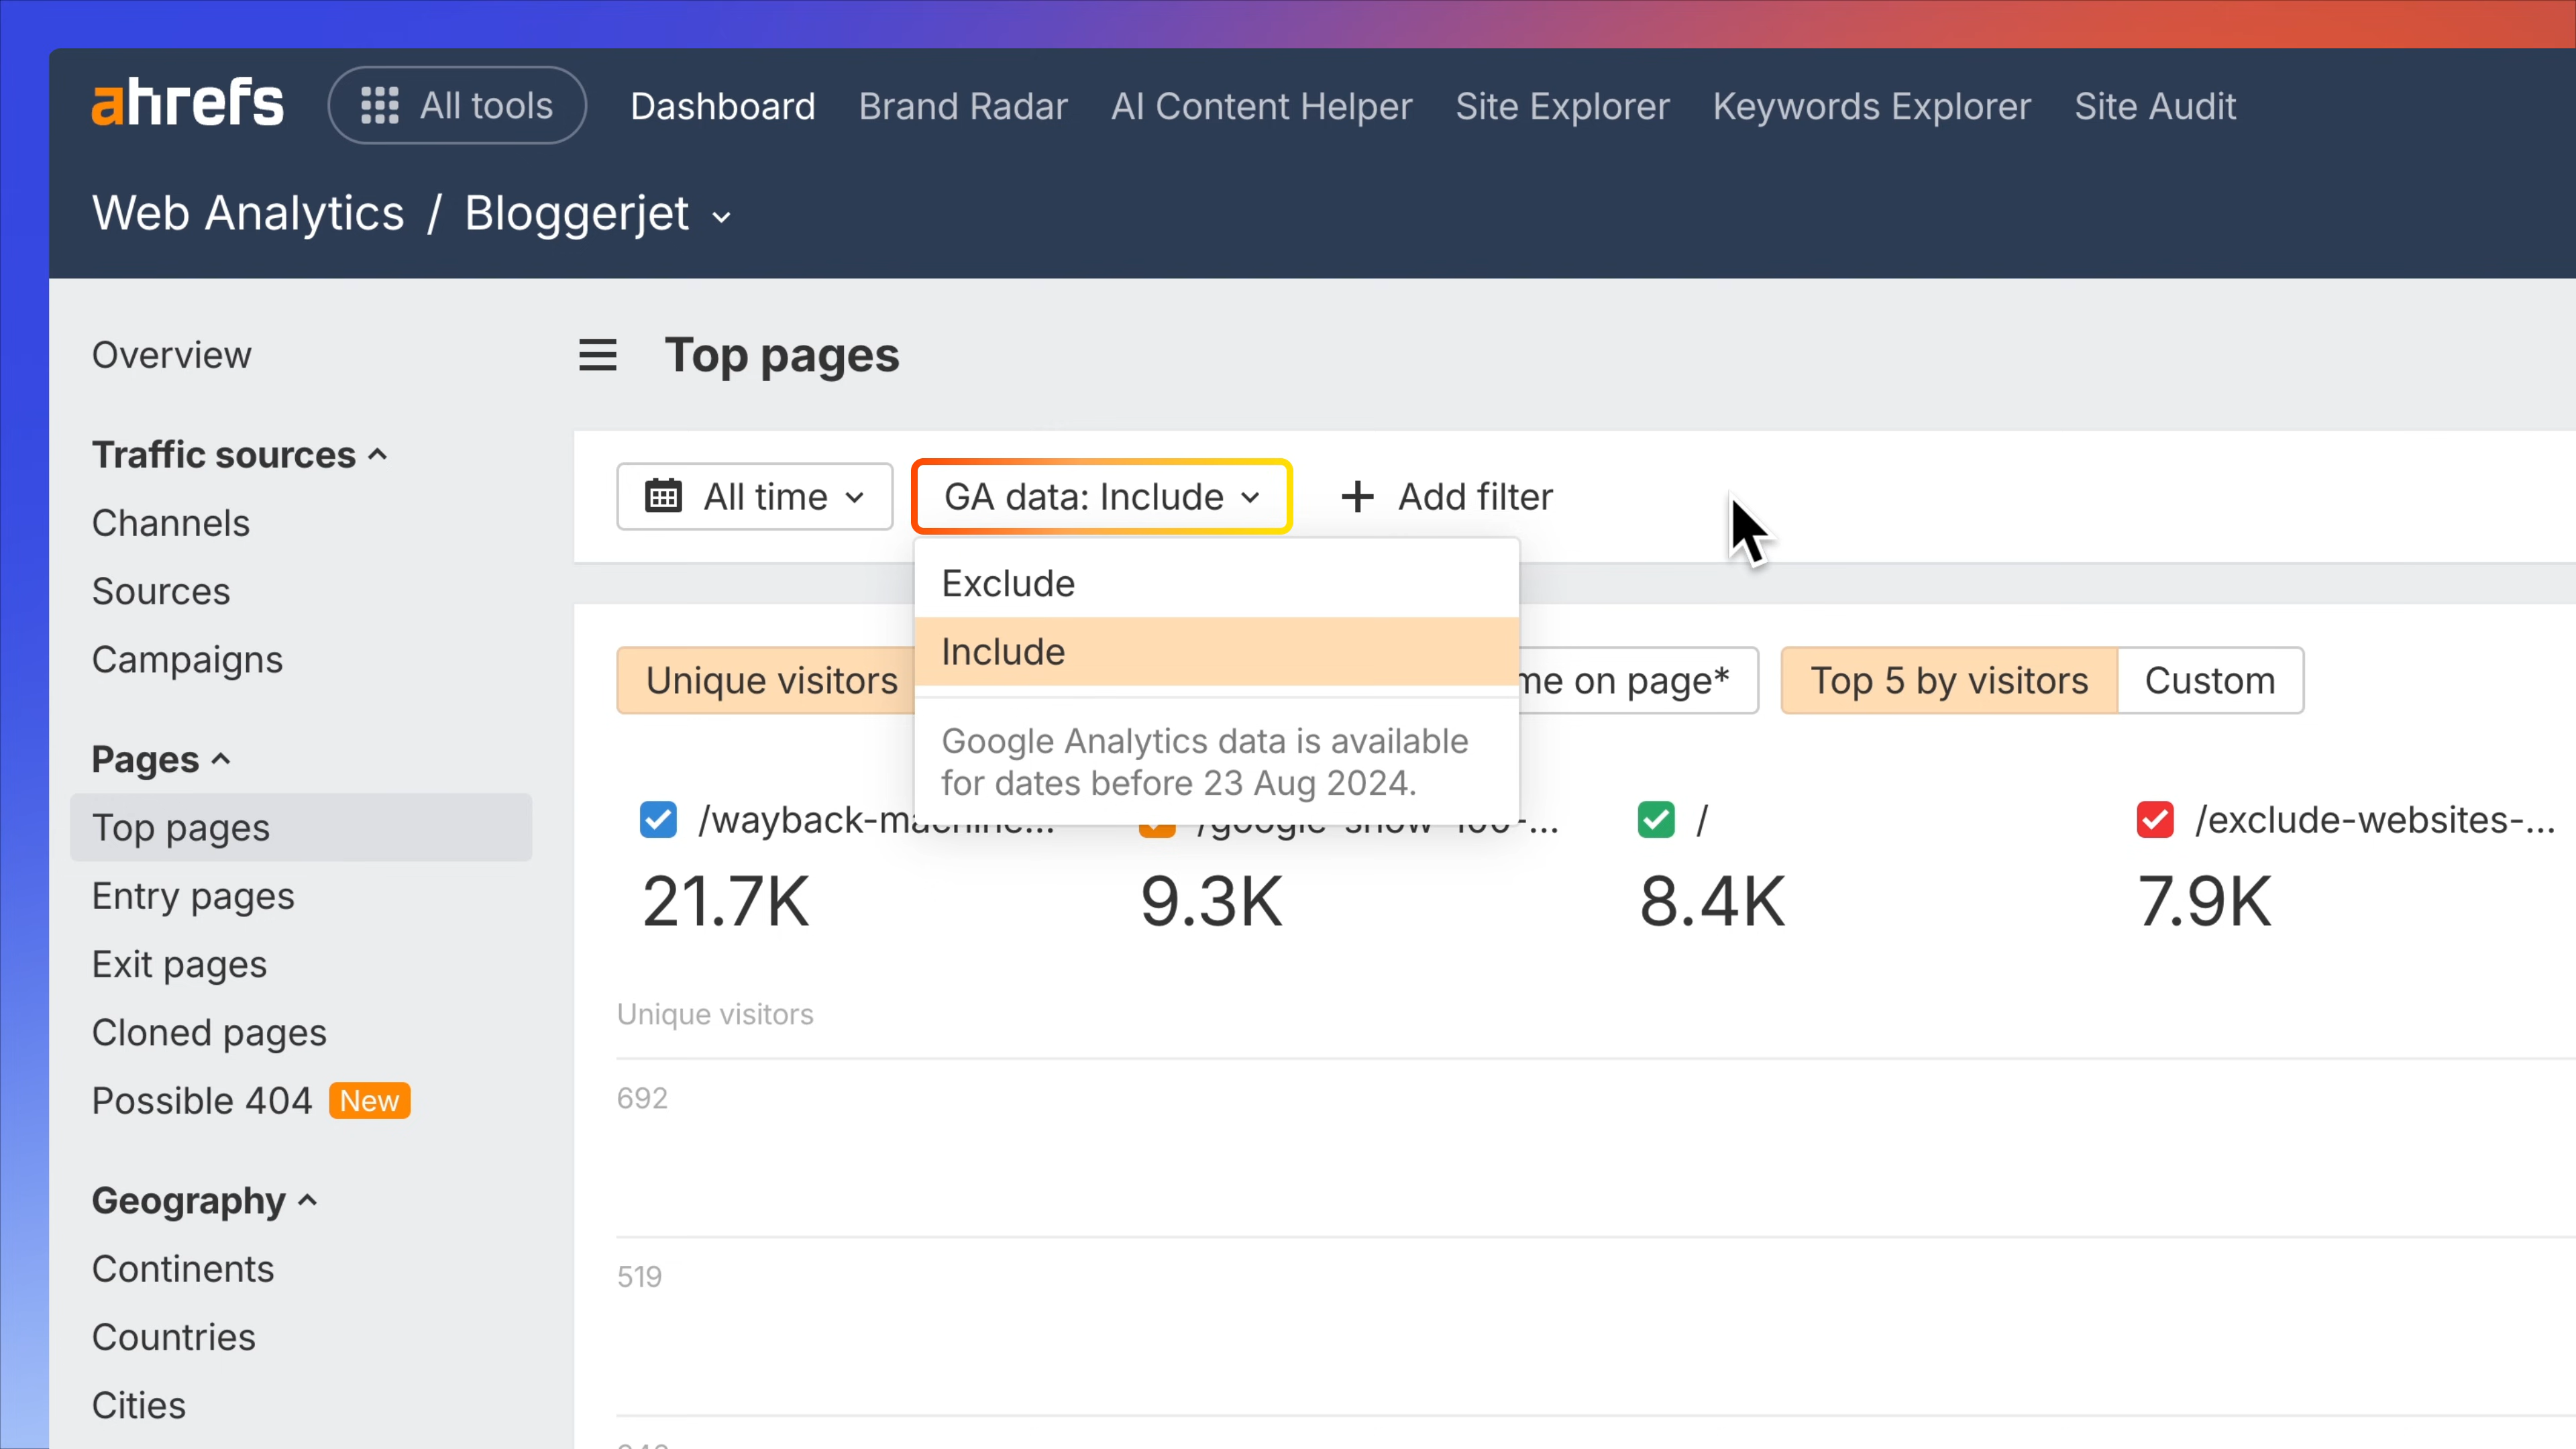 ahrefs
All tools
Dashboard
Brand Radar
AI Content Helper
Site Explorer
Keywords Explorer
Site Audit
Web Analytics / Bloggerjet
Overview
Traffic sources
Channels
Sources
Campaigns
Pages
Top pages
Entry pages
Exit pages
Cloned pages
Possible 404 New
Geography
Continents
Countries
Cities
Top pages
All time
GA data: Include
+ Add filter
Exclude
Include
Google Analytics data is available
for dates before 23 Aug 2024.
Unique visitors
on page*
Top 5 by visitors
Custom
/wayback-machine...
21.7K
9.3K
/
8.4K
/exclude-websites-...
7.9K
Unique visitors
692
519